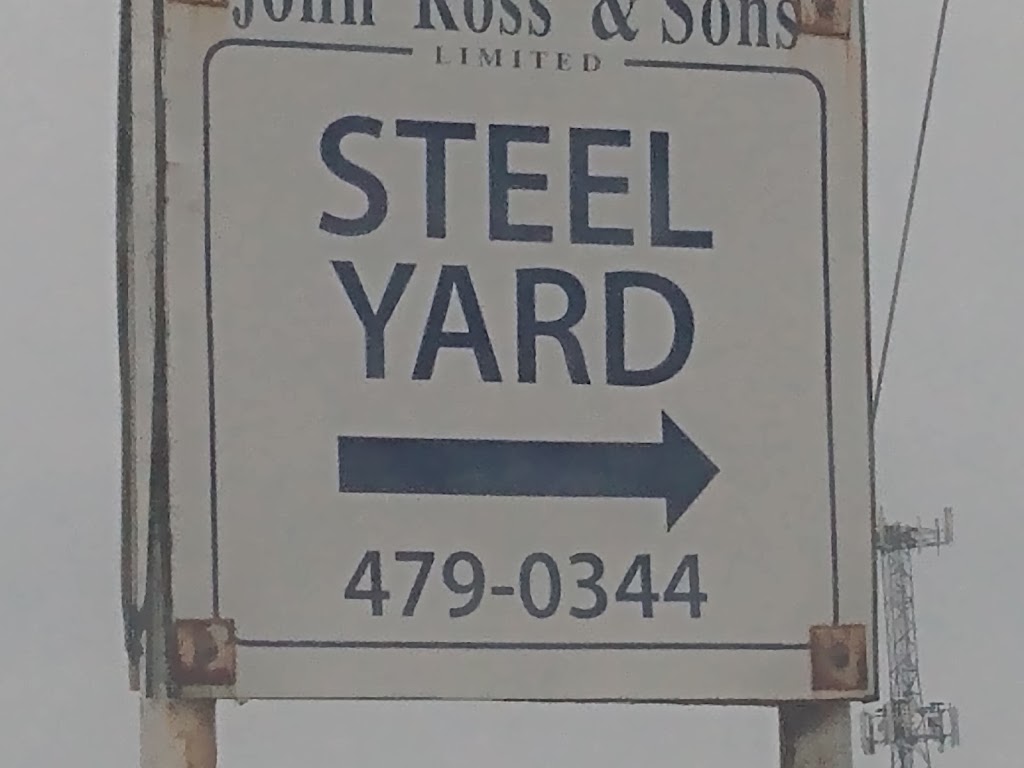 John Ross & Sons
LIMITED
STEEL
YARD
479-0344